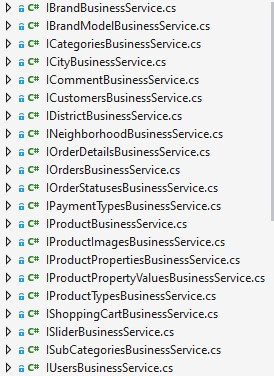 C# IBrandBusinessService.cs
C# IBrandModelBusinessService.cs
C# ICategoriesBusinessService.cs
C# ICityBusinessService.cs
C# ICommentBusinessService.cs
C# ICustomersBusinessService.cs
C# IDistrictBusinessService.cs
C# INeighborhoodBusinessService.cs
C# IOrderDetailsBusinessService.cs
C# IOrdersBusinessService.cs
C# IOrderStatusesBusinessService.cs
C# IPaymentTypesBusinessService.cs
C# IProductBusinessService.cs
C# IProductImagesBusinessService.cs
C# IProductPropertiesBusinessService.cs
C# IProductPropertyValuesBusinessService.cs
C# IProductTypesBusinessService.cs
C# IShoppingCartBusinessService.cs
C# ISliderBusinessService.cs
C# ISubCategoriesBusinessService.cs
C# IUsersBusinessService.cs